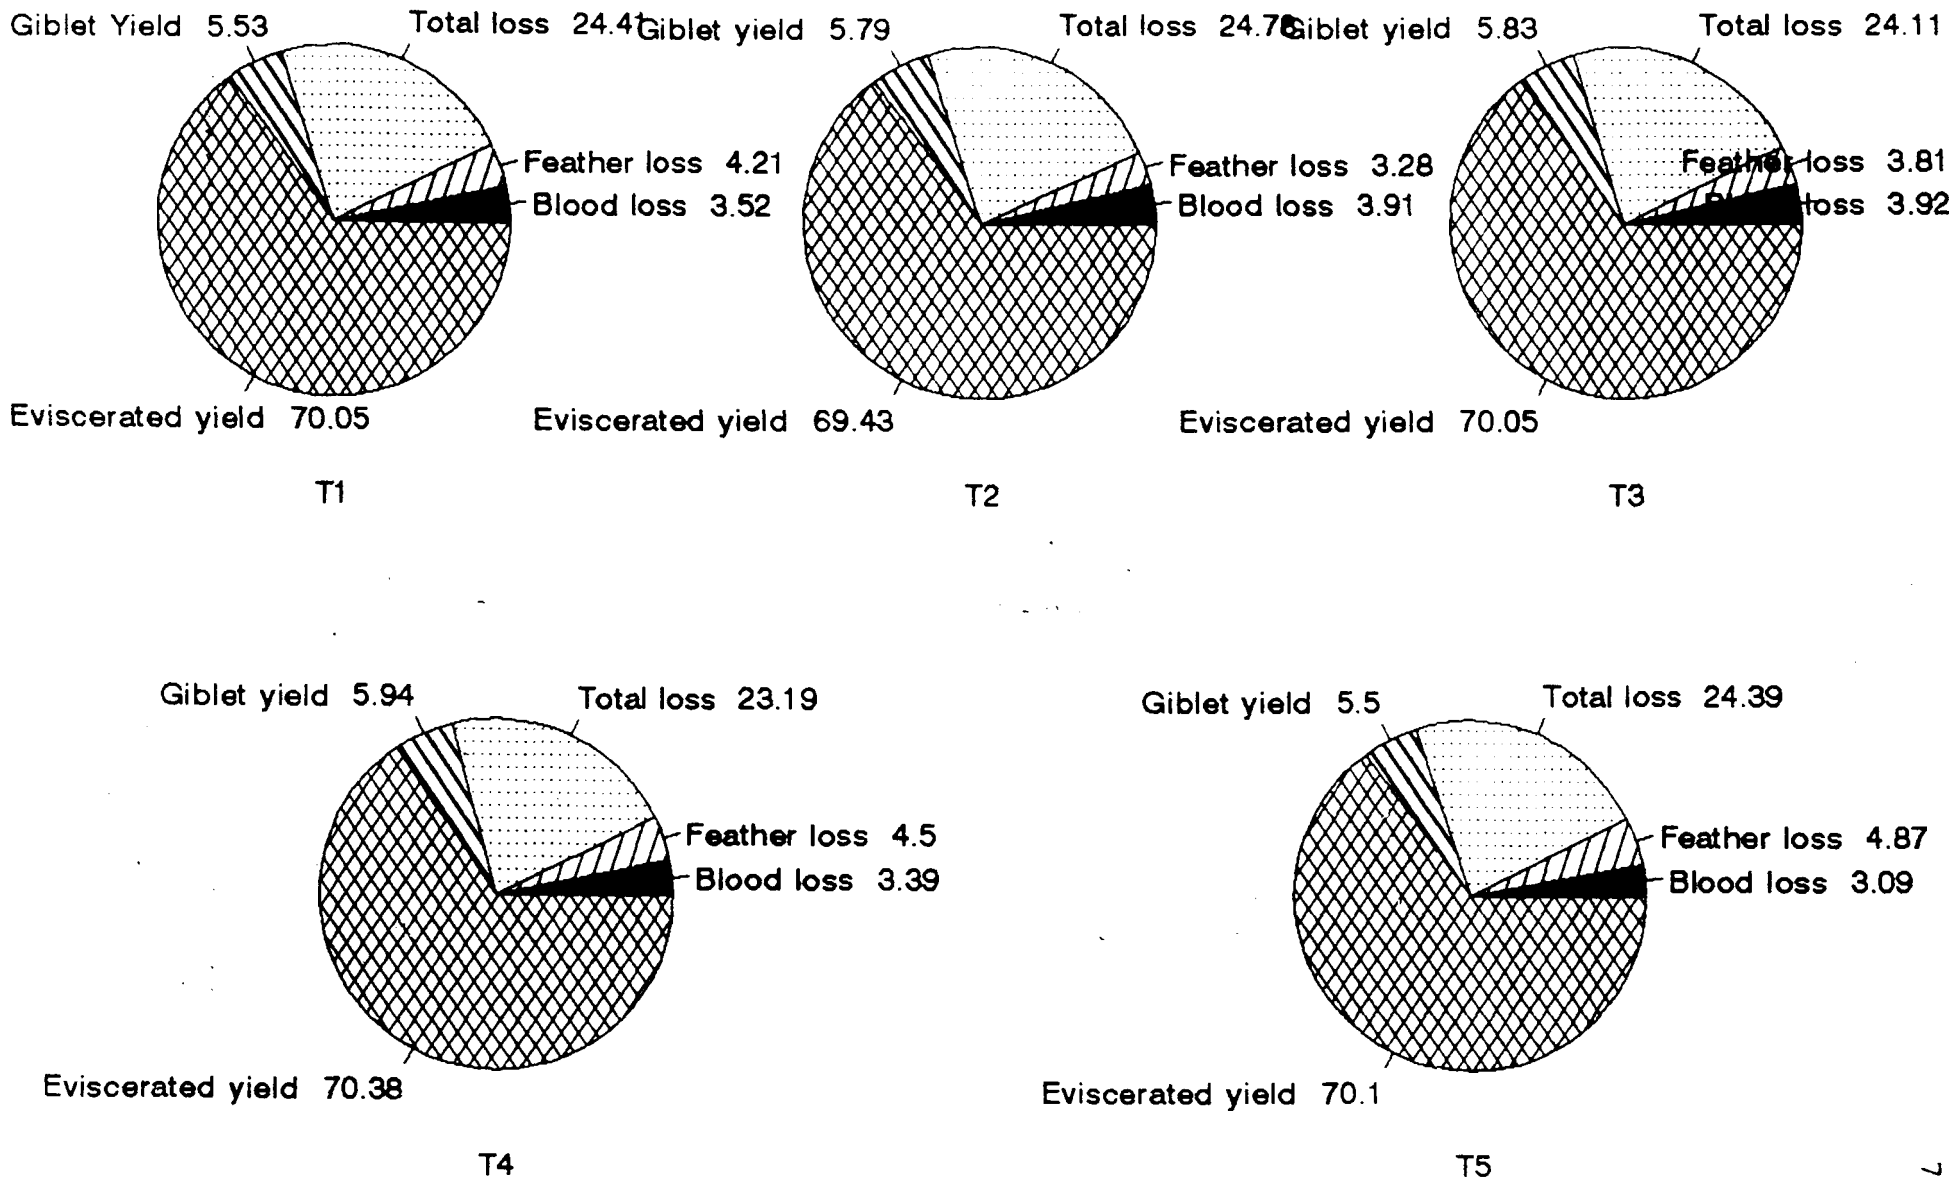 Giblet Yield 5.53
Total loss 24.41
Feather loss 4.21
Blood loss 3.52
Eviscerated yield 70.05
T1
Giblet yield 5.79
Total loss 24.78
Feather loss 3.28
Blood loss 3.91
Eviscerated yield 69.43
T2
Giblet yield 5.83
Total loss 24.11
Feather loss 3.81
loss 3.92
Eviscerated yield 70.05
T3
Giblet yield 5.94
Total loss 23.19
Feather loss 4.5
Blood loss 3.39
Eviscerated yield 70.38
T4
Giblet yield 5.5
Total loss 24.39
Feather loss 4.87
Blood loss 3.09
Eviscerated yield 70.1
T5